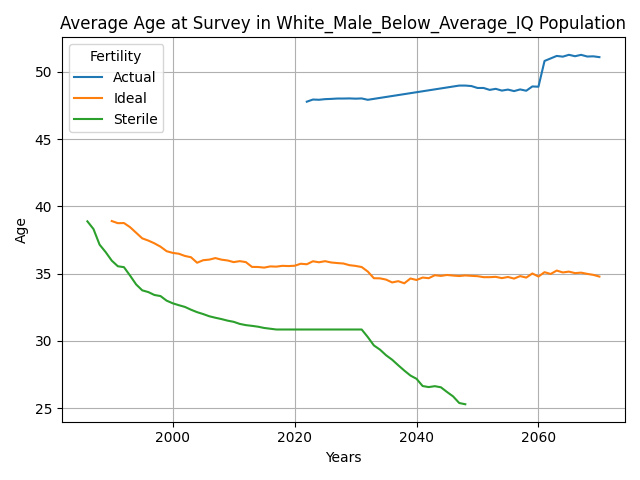 Average Age at Survey in White_Male_Below_Average_IQ Population
Fertility
Actual
Ideal
Sterile
50
45
40
35
30
25
Age
2000 2020 2040 2060
Years